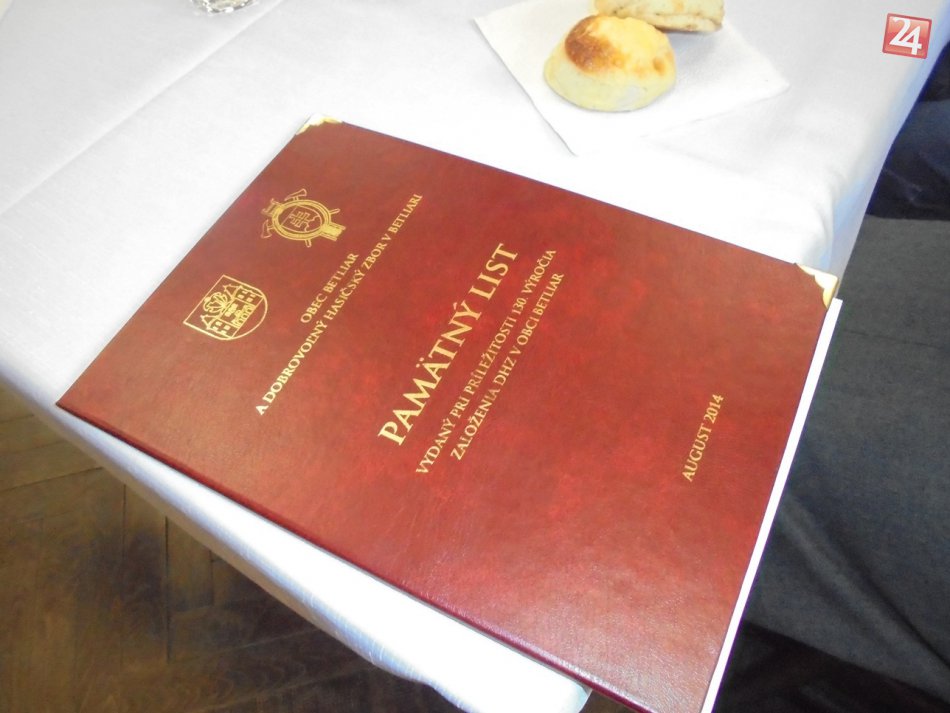 OBEC BETLIAR
A DOBROVOĽNÝ HASIČSKÝ ZBOR V BETLIARI
PAMÄTNÝ LIST
VYDANÝ PRI PRÍLEŽITOSTI 130. VÝROČIA
ZALOŽENIA DHZ V OBCI BETLIAR
AUGUST 2014
24